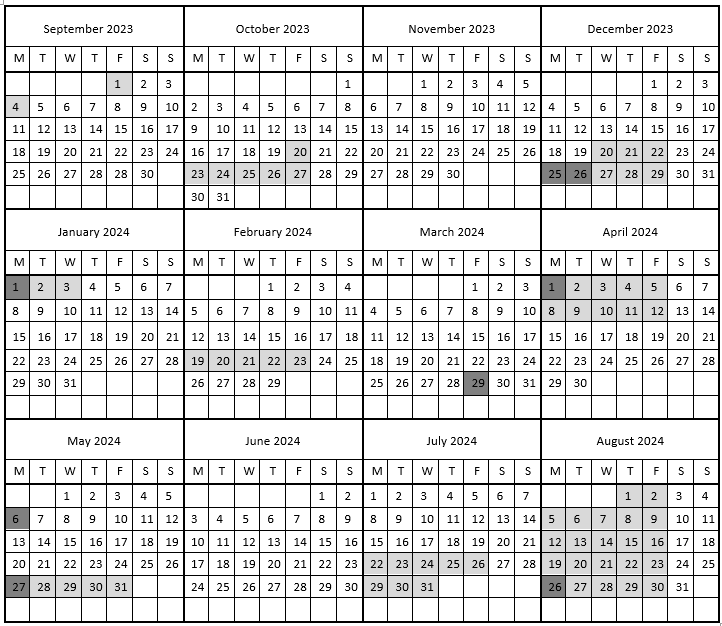 September 2023
M T W T F S S
1 2 3
4 5 6 7 8 9 10
11 12 13 14 15 16 17
18 19 20 21 22 23 24
25 26 27 28 29 30
October 2023
M T W T F S S
1
2 3 4 5 6 7 8
9 10 11 12 13 14 15
16 17 18 19 20 21 22
23 24 25 26 27 28 29
30 31
November 2023
M T W T F S S
1 2 3 4 5
6 7 8 9 10 11 12
13 14 15 16 17 18 19
20 21 22 23 24 25 26
27 28 29 30
December 2023
M T W T F S S
1 2 3
4 5 6 7 8 9 10
11 12 13 14 15 16 17
18 19 20 21 22 23 24
25 26 27 28 29 30 31
January 2024
M T W T F S S
1 2 3 4 5 6 7
8 9 10 11 12 13 14
15 16 17 18 19 20 21
22 23 24 25 26 27 28
29 30 31
February 2024
M T W T F S S
1 2 3 4
5 6 7 8 9 10 11
12 13 14 15 16 17 18
19 20 21 22 23 24 25
26 27 28 29
March 2024
M T W T F S S
1 2 3
4 5 6 7 8 9 10
11 12 13 14 15 16 17
18 19 20 21 22 23 24
25 26 27 28 29 30 31
April 2024
M T W T F S S
1 2 3 4 5 6 7
8 9 10 11 12 13 14
15 16 17 18 19 20 21
22 23 24 25 26 27 28
29 30
May 2024
M T W T F S S
1 2 3 4 5
6 7 8 9 10 11 12
13 14 15 16 17 18 19
20 21 22 23 24 25 26
27 28 29 30 31
June 2024
M T W T F S S
1 2
3 4 5 6 7 8 9
10 11 12 13 14 15 16
17 18 19 20 21 22 23
24 25 26 27 28 29 30
July 2024
M T W T F S S
1 2 3 4 5 6 7
8 9 10 11 12 13 14
15 16 17 18 19 20 21
22 23 24 25 26 27 28
29 30 31
August 2024
M T W T F S S
1 2 3 4
5 6 7 8 9 10 11
12 13 14 15 16 17 18
19 20 21 22 23 24 25
26 27 28 29 30 31